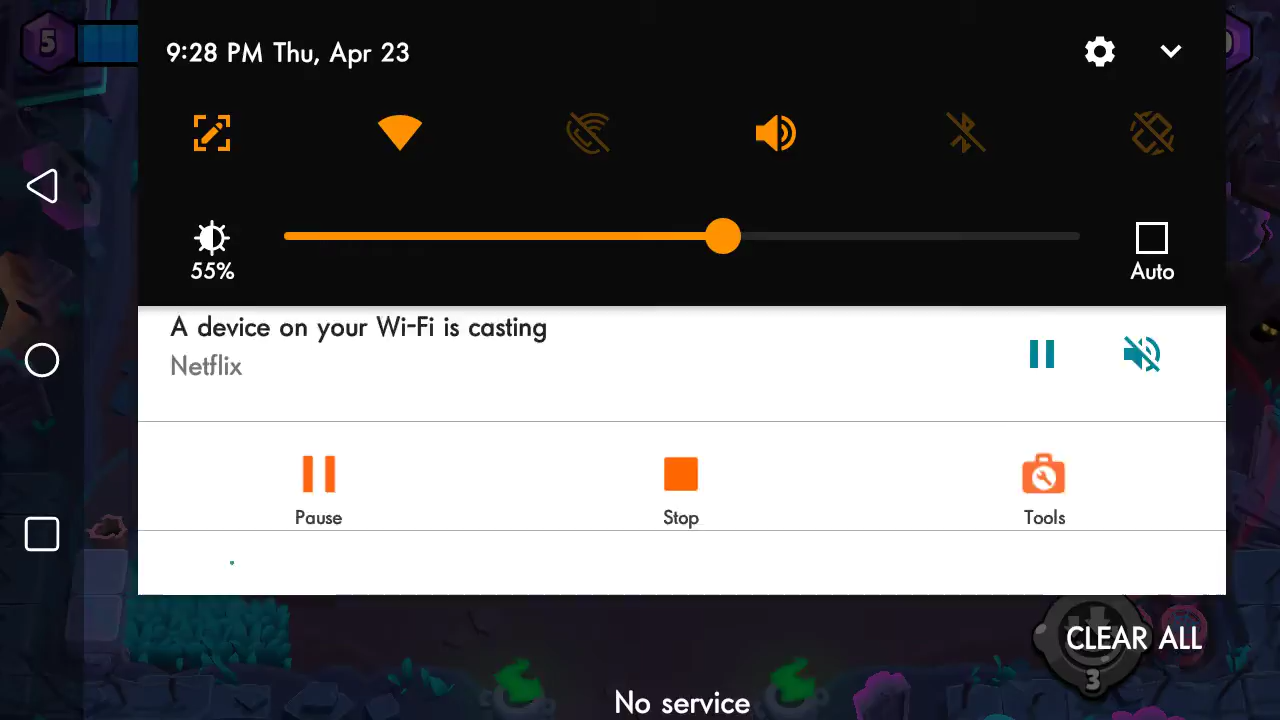 5
9:28 PM Thu, Apr 23
55%
Auto
A device on your Wi-Fi is casting
Netflix
Pause
Stop
Tools
CLEAR ALL
3
No service